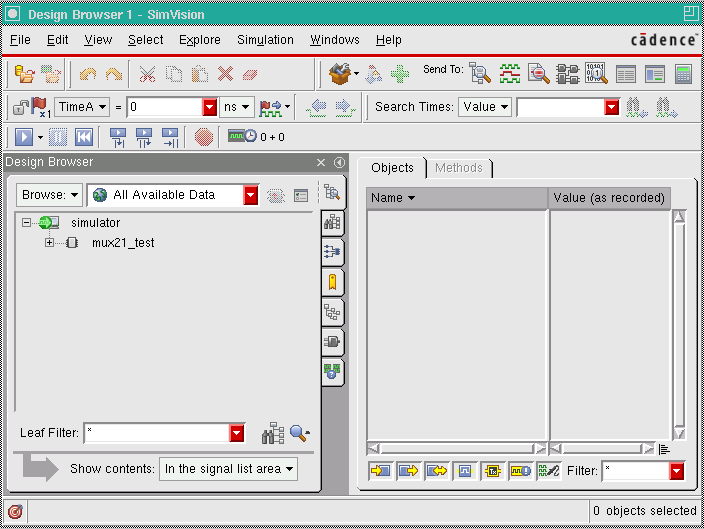 Design Browser 1 - SimVision
File Edit View Select Explore Simulation Windows Help cādence™
Send To:
x1 TimeA = 0 ns Search Times: Value
0 + 0
Design Browser
Objects Methods
Browse: All Available Data
Name Value (as recorded)
simulator
mux21_test
Leaf Filter: *
Show contents: In the signal list area
Filter: *
0 objects selected